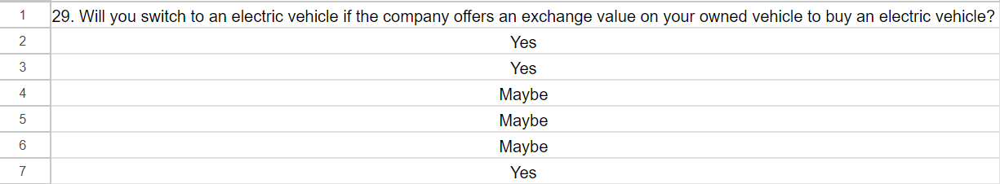 1 29. Will you switch to an electric vehicle if the company offers an exchange value on your owned vehicle to buy an electric vehicle?
2 Yes
3 Yes
4 Maybe
5 Maybe
6 Maybe
7 Yes